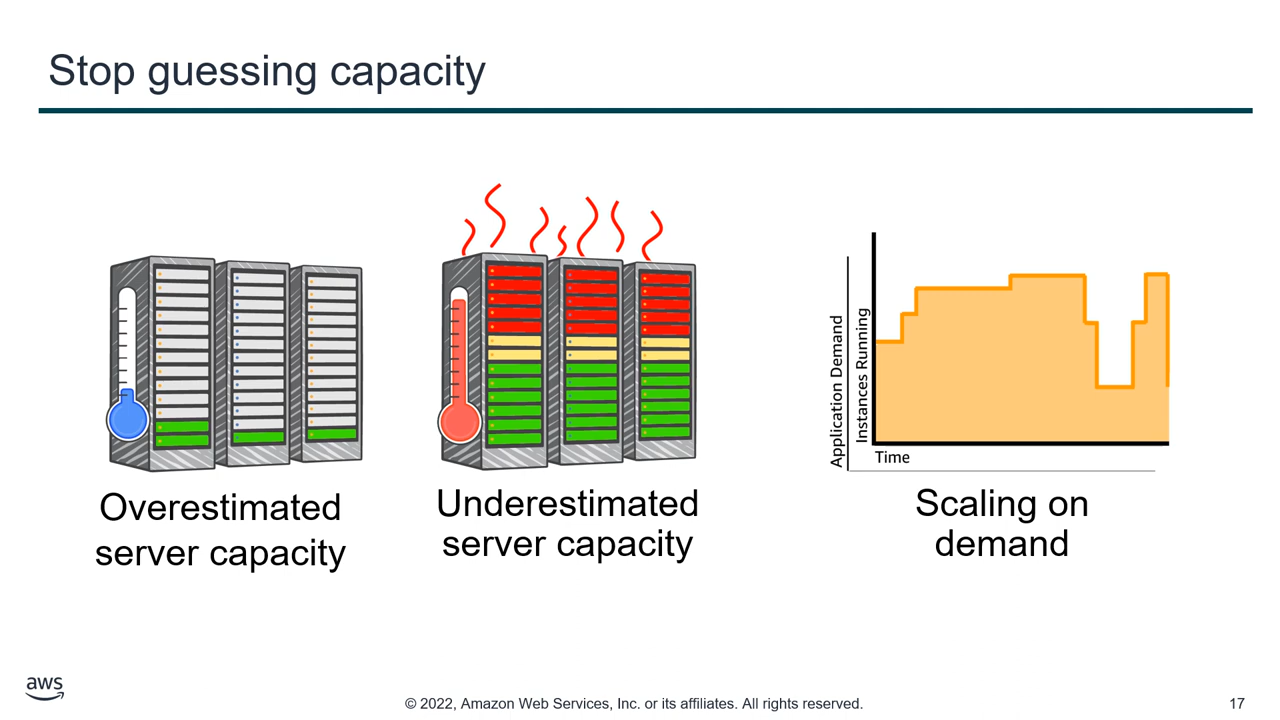 Stop guessing capacity
Overestimated
server capacity
Underestimated
server capacity
Application Demand
Instances Running
Time
Scaling on
demand
aws
© 2022, Amazon Web Services, Inc. or its affiliates. All rights reserved.
17